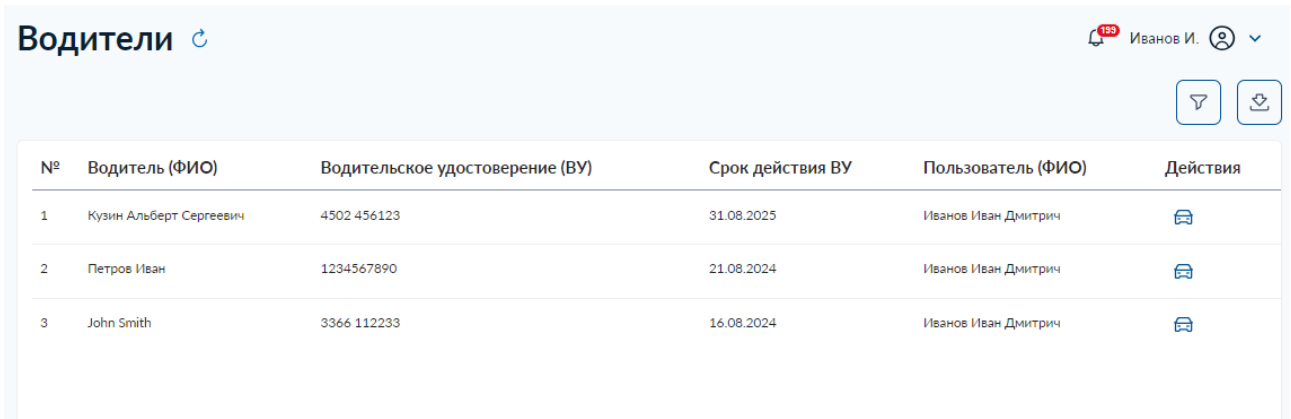 Водители
199 Иванов И.
№ Водитель (ФИО) Водительское удостоверение (ВУ) Срок действия ВУ Пользователь (ФИО) Действия
1 Кузин Альберт Сергеевич 4502 456123 31.08.2025 Иванов Иван Дмитрич
2 Петров Иван 1234567890 21.08.2024 Иванов Иван Дмитрич
3 John Smith 3366 112233 16.08.2024 Иванов Иван Дмитрич